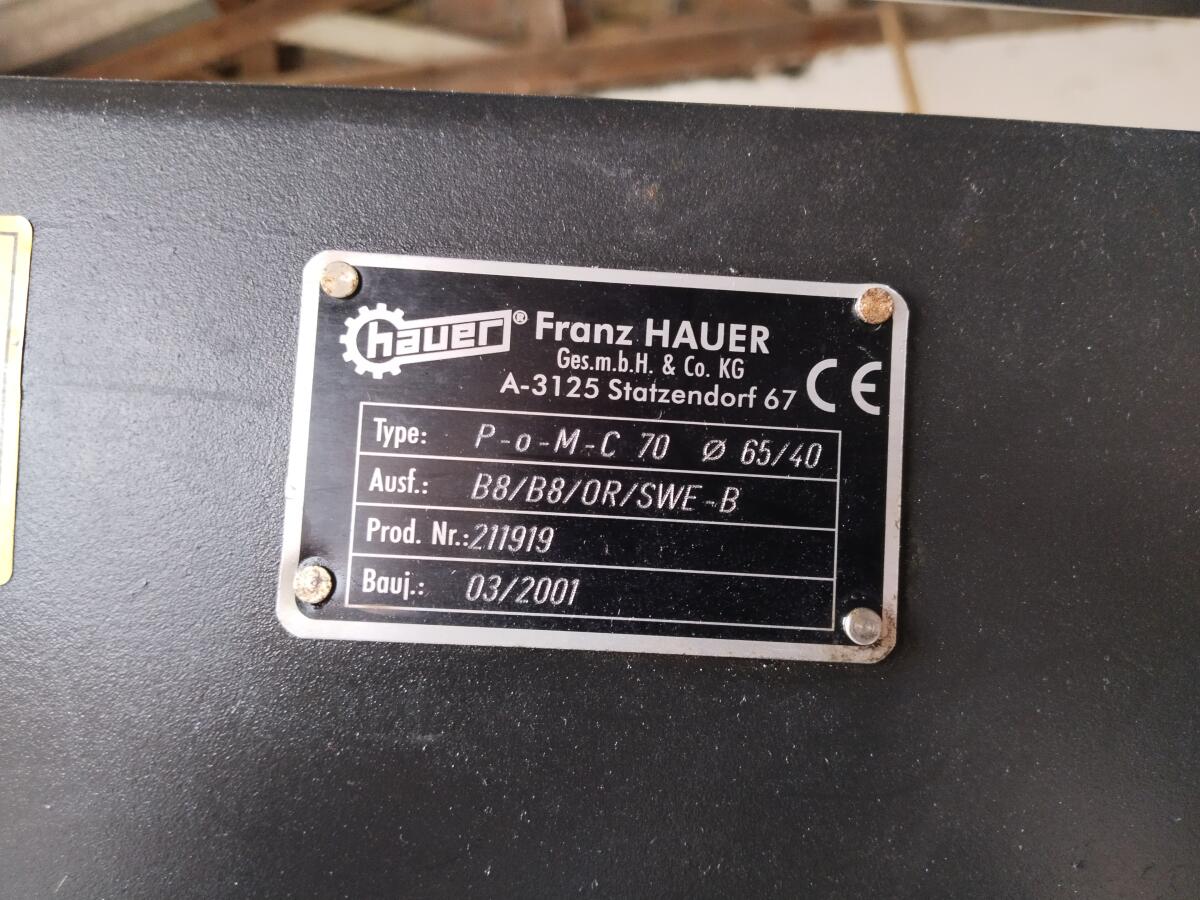 hauer® Franz HAUER
Ges.m.b.H. & Co. KG
A-3125 Statzendorf 67 CE
Type: P-o-M-C 70 Ø 65/40
Ausf.: B8/B8/OR/SWE-B
Prod. Nr.: 211919
Bauj.: 03/2001